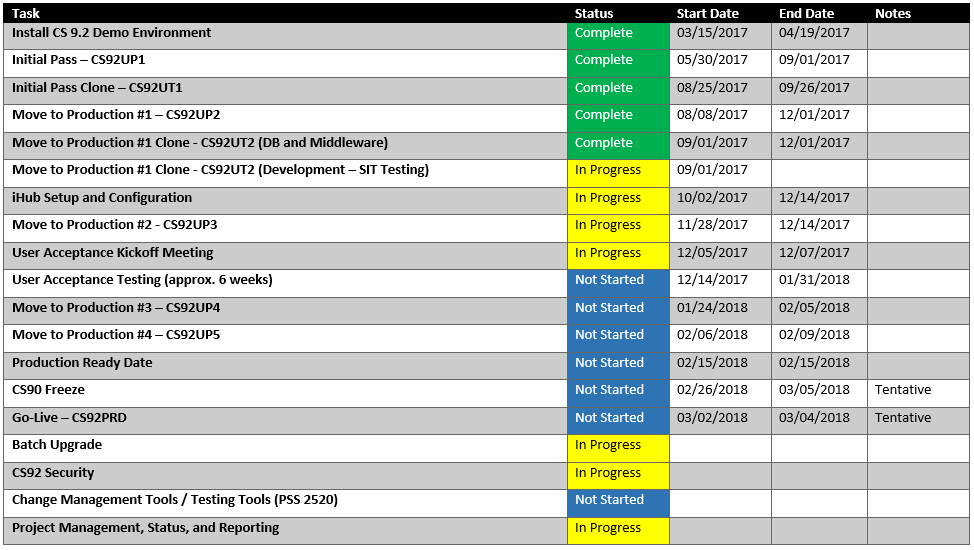 Task Status Start Date End Date Notes
Install CS 9.2 Demo Environment Complete 03/15/2017 04/19/2017
Initial Pass – CS92UP1 Complete 05/30/2017 09/01/2017
Initial Pass Clone – CS92UT1 Complete 08/25/2017 09/26/2017
Move to Production #1 – CS92UP2 Complete 08/08/2017 12/01/2017
Move to Production #1 Clone - CS92UT2 (DB and Middleware) Complete 09/01/2017 12/01/2017
Move to Production #1 Clone - CS92UT2 (Development – SIT Testing) In Progress 09/01/2017
iHub Setup and Configuration In Progress 10/02/2017 12/14/2017
Move to Production #2 - CS92UP3 In Progress 11/28/2017 12/14/2017
User Acceptance Kickoff Meeting In Progress 12/05/2017 12/07/2017
User Acceptance Testing (approx. 6 weeks) Not Started 12/14/2017 01/31/2018
Move to Production #3 – CS92UP4 Not Started 01/24/2018 02/05/2018
Move to Production #4 – CS92UP5 Not Started 02/06/2018 02/09/2018
Production Ready Date Not Started 02/15/2018 02/15/2018
CS90 Freeze Not Started 02/26/2018 03/05/2018 Tentative
Go-Live – CS92PRD Not Started 03/02/2018 03/04/2018 Tentative
Batch Upgrade In Progress
CS92 Security In Progress
Change Management Tools / Testing Tools (PSS 2520) Not Started
Project Management, Status, and Reporting In Progress